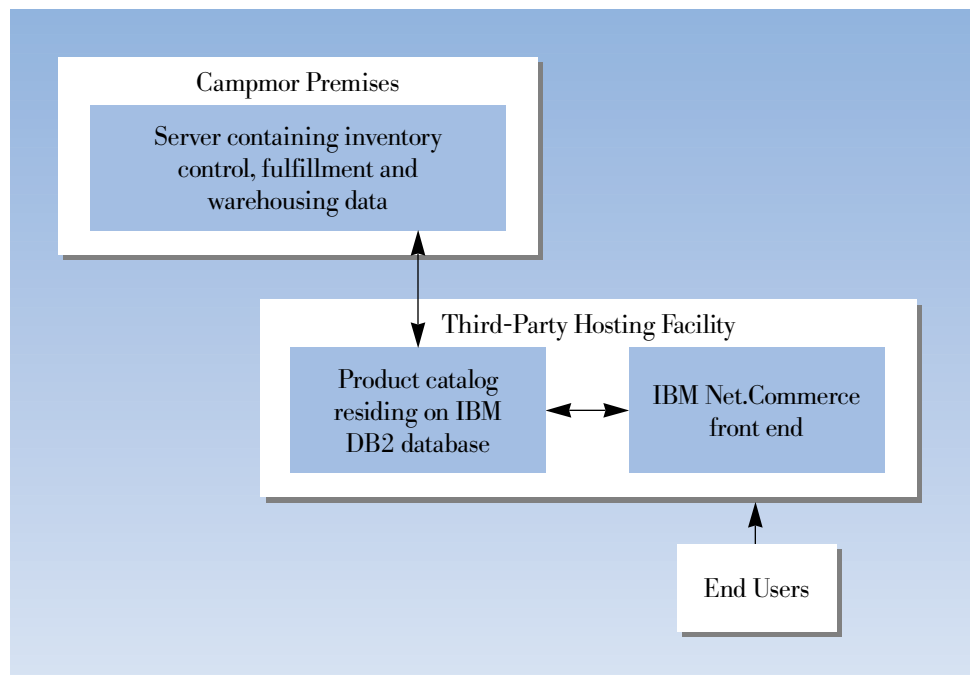 Campmor Premises
Server containing inventory
control, fulfillment and
warehousing data
Third-Party Hosting Facility
Product catalog
residing on IBM
DB2 database
IBM Net.Commerce
front end
End Users